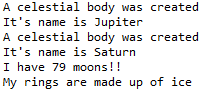 A celestial body was created
It's name is Jupiter
A celestial body was created
It's name is Saturn
I have 79 moons!!
My rings are made up of ice